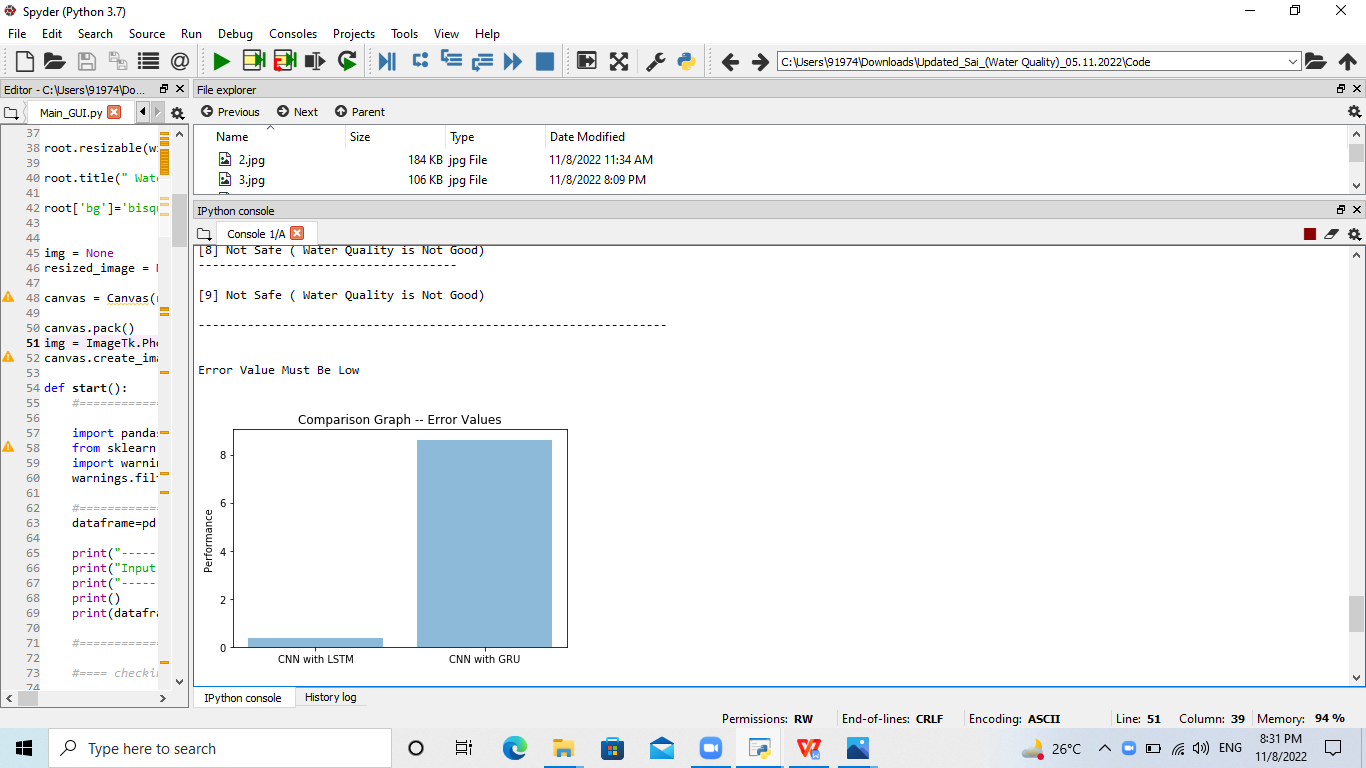 Spyder (Python 3.7)
File Edit Search Source Run Debug Consoles Projects Tools View Help
C:\Users\91974\Downloads\Updated_Sai_(Water Quality)_05.11.2022\Code
Editor - C:\Users\91974\Do...
Main_GUI.py
37
38 root.resizable(w
39
40 root.title(" Wat
41
42 root['bg']='bisq
43
44
45 img = None
46 resized_image =
47
48 canvas = Canvas(
49
50 canvas.pack()
51 img = ImageTk.Ph
52 canvas.create_im
53
54 def start():
55 #============
56
57 import panda
58 from sklearn
59 import warni
60 warnings.fil
61
62 #============
63 dataframe=pd
64
65 print("-----
66 print("Input
67 print("-----
68 print()
69 print(datafr
70
71 #============
72
73 #==== checki
74
File explorer
Previous Next Parent
Name Size Type Date Modified
2.jpg 184 KB jpg File 11/8/2022 11:34 AM
3.jpg 106 KB jpg File 11/8/2022 8:09 PM
IPython console
Console 1/A
[8] Not Safe ( Water Quality is Not Good)
-------------------------------------
[9] Not Safe ( Water Quality is Not Good)
-------------------------------------------------------------------
Error Value Must Be Low
Comparison Graph -- Error Values
8
6
4
2
0
Performance
CNN with LSTM CNN with GRU
IPython console History log
Permissions: RW End-of-lines: CRLF Encoding: ASCII Line: 51 Column: 39 Memory: 94 %
Type here to search
26°C ENG
8:31 PM
11/8/2022